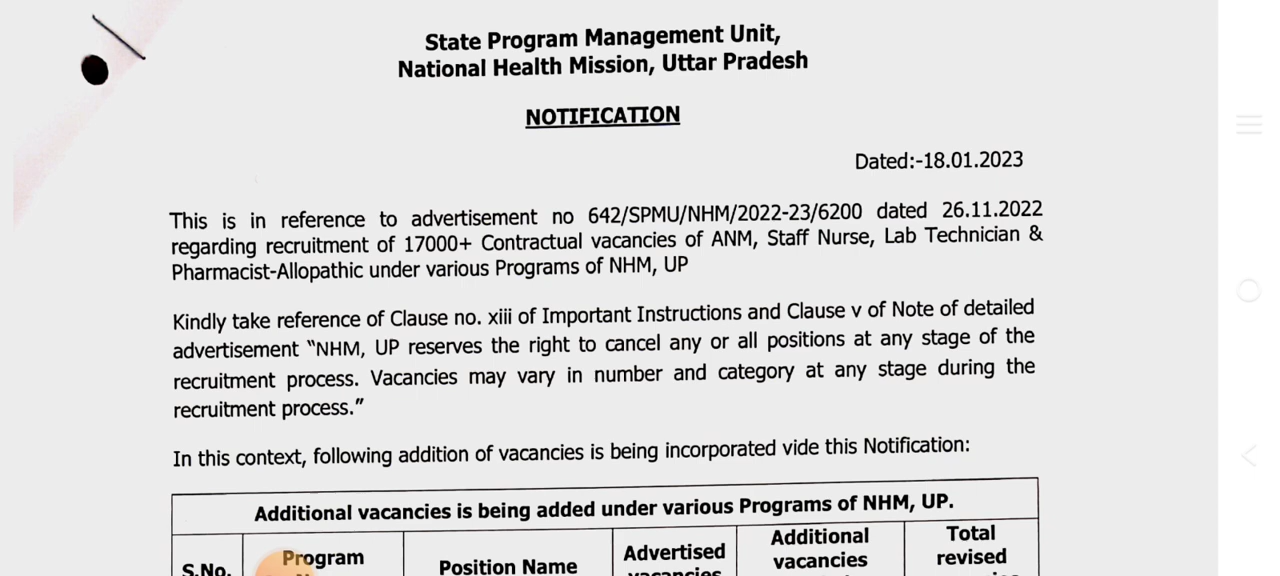 State Program Management Unit,
National Health Mission, Uttar Pradesh
NOTIFICATION
Dated:-18.01.2023
This is in reference to advertisement no 642/SPMU/NHM/2022-23/6200 dated 26.11.2022
regarding recruitment of 17000+ Contractual vacancies of ANM, Staff Nurse, Lab Technician &
Pharmacist-Allopathic under various Programs of NHM, UP
Kindly take reference of Clause no. xiii of Important Instructions and Clause v of Note of detailed
advertisement “NHM, UP reserves the right to cancel any or all positions at any stage of the
recruitment process. Vacancies may vary in number and category at any stage during the
recruitment process.”
In this context, following addition of vacancies is being incorporated vide this Notification:
Additional vacancies is being added under various Programs of NHM, UP.
S.No.
Program
Position Name
Advertised
vacancies
Additional
vacancies
Total
revised